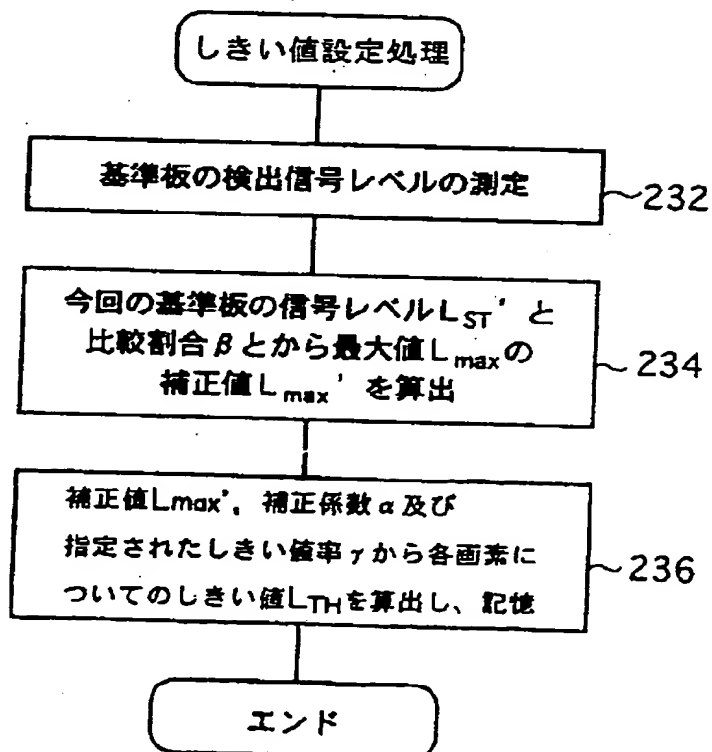 しきい値設定処理
基準板の検出信号レベルの測定
~232
今回の基準板の信号レベルLST'と
比較割合βとから最大値Lmaxの
補正値Lmax'を算出
~234
補正値Lmax'、補正係数α及び
指定されたしきい値率γから各画素に
ついてのしきい値LTHを算出し、記憶
~236
エンド